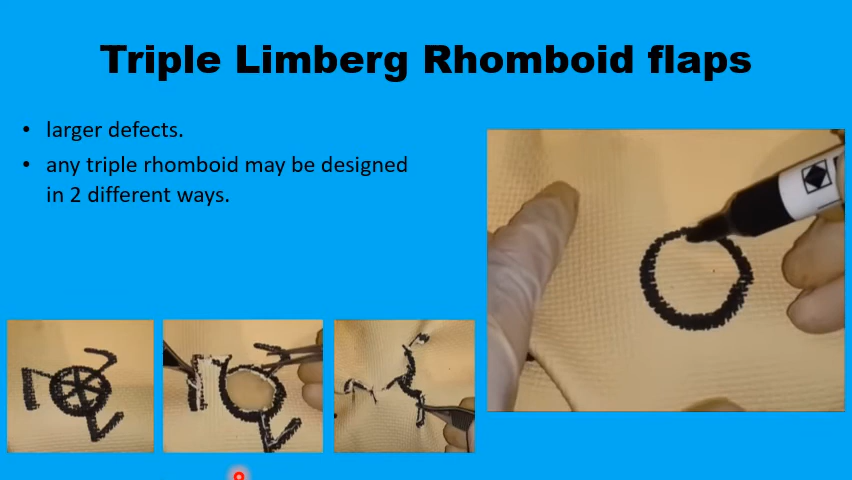 Triple Limberg Rhomboid flaps
• larger defects.
• any triple rhomboid may be designed
in 2 different ways.